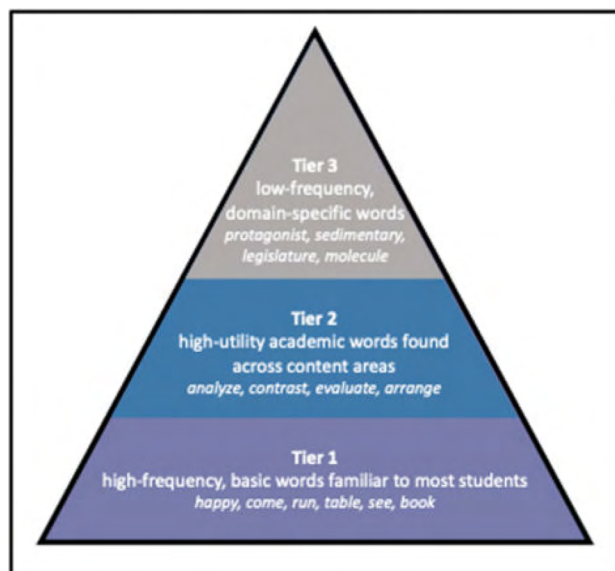 Tier 3
low-frequency,
domain-specific words
protagonist, sedimentary,
legislature, molecule
Tier 2
high-utility academic words found
across content areas
analyze, contrast, evaluate, arrange
Tier 1
high-frequency, basic words familiar to most students
happy, come, run, table, see, book